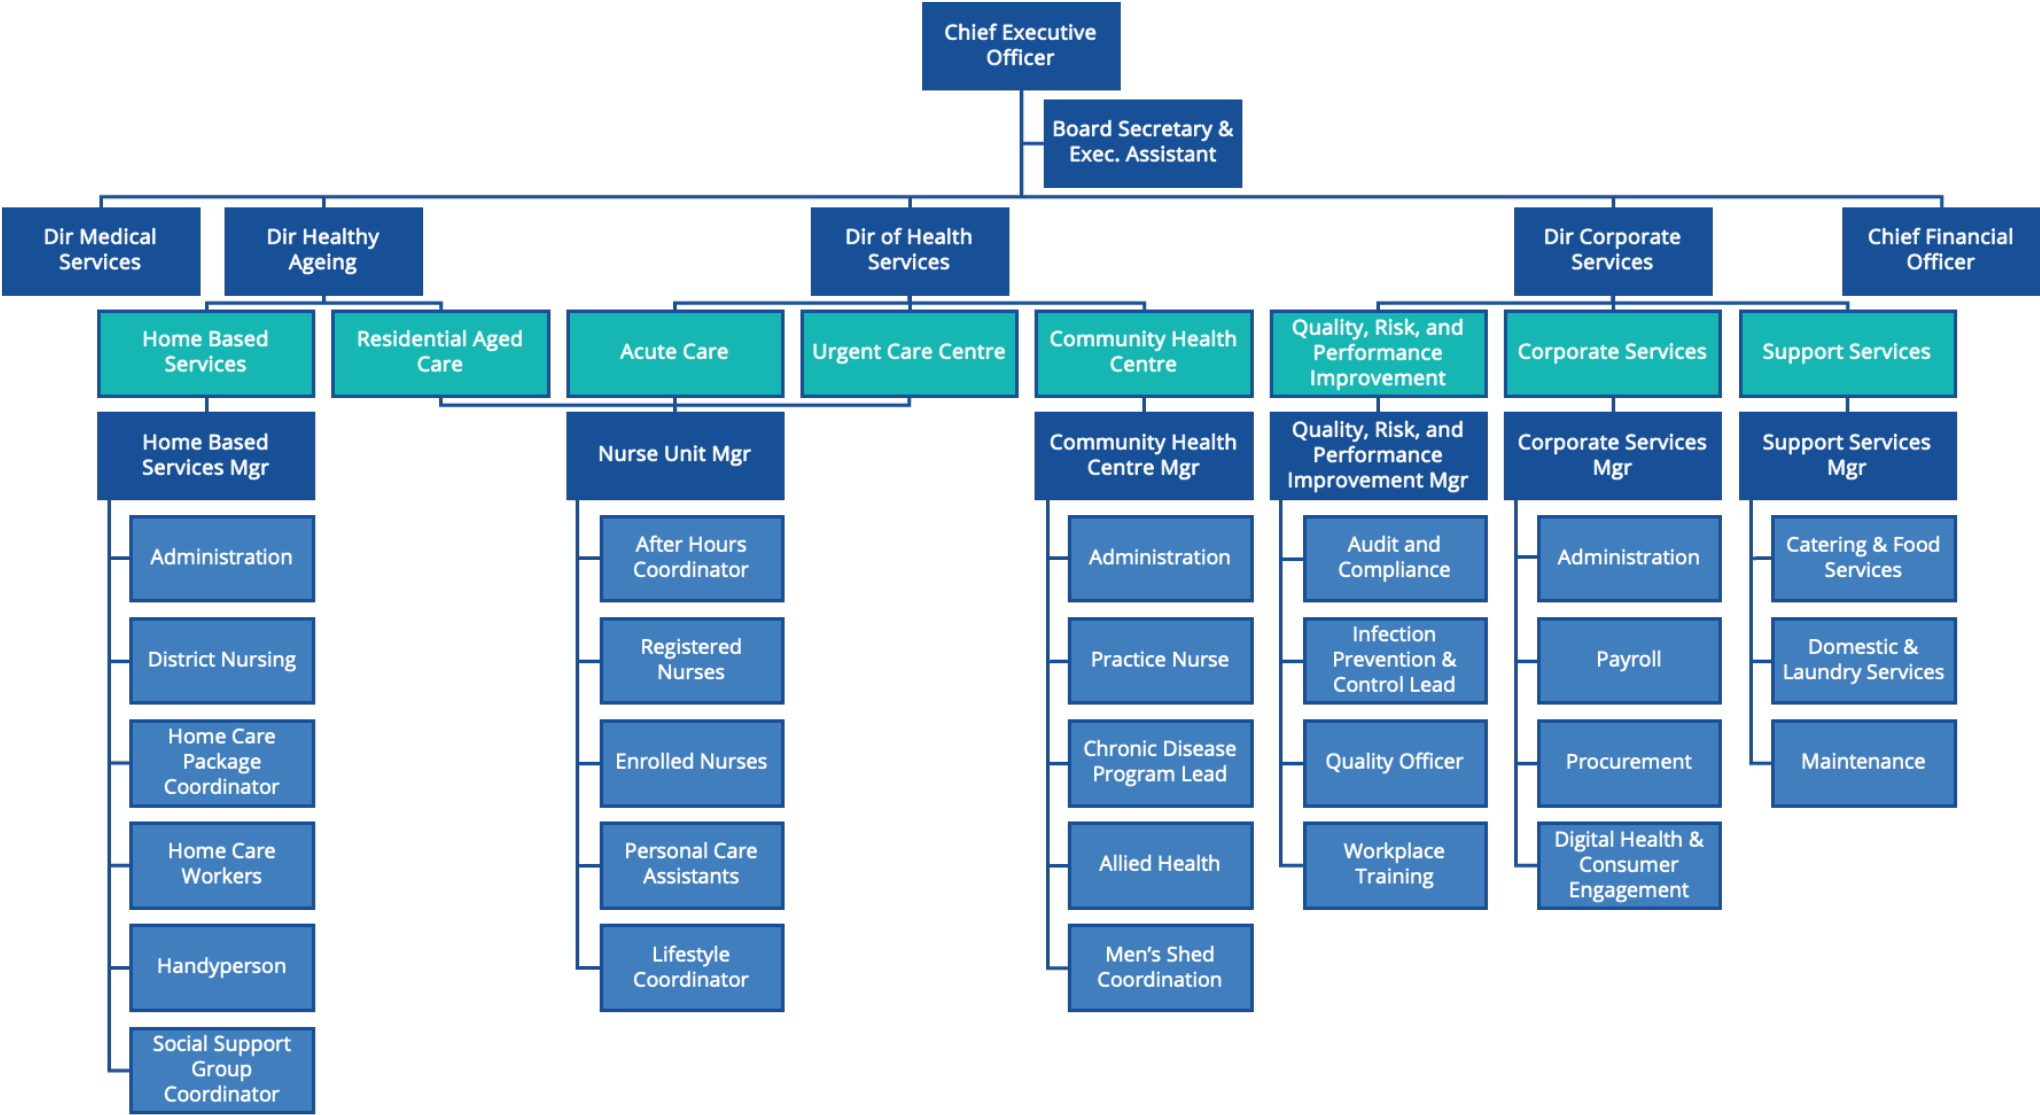 Chief Executive
Officer
Board Secretary &
Exec. Assistant
Dir Medical
Services
Dir Healthy
Ageing
Dir of Health
Services
Dir Corporate
Services
Chief Financial
Officer
Home Based
Services
Residential Aged
Care
Acute Care
Urgent Care Centre
Community Health
Centre
Quality, Risk, and
Performance
Improvement
Corporate Services
Support Services
Home Based
Services Mgr
Nurse Unit Mgr
Community Health
Centre Mgr
Quality, Risk, and
Performance
Improvement Mgr
Corporate Services
Mgr
Support Services
Mgr
Administration
District Nursing
Home Care
Package
Coordinator
Home Care
Workers
Handyperson
Social Support
Group
Coordinator
After Hours
Coordinator
Registered
Nurses
Enrolled Nurses
Personal Care
Assistants
Lifestyle
Coordinator
Administration
Practice Nurse
Chronic Disease
Program Lead
Allied Health
Men’s Shed
Coordination
Audit and
Compliance
Infection
Prevention &
Control Lead
Quality Officer
Workplace
Training
Administration
Payroll
Procurement
Digital Health &
Consumer
Engagement
Catering & Food
Services
Domestic &
Laundry Services
Maintenance